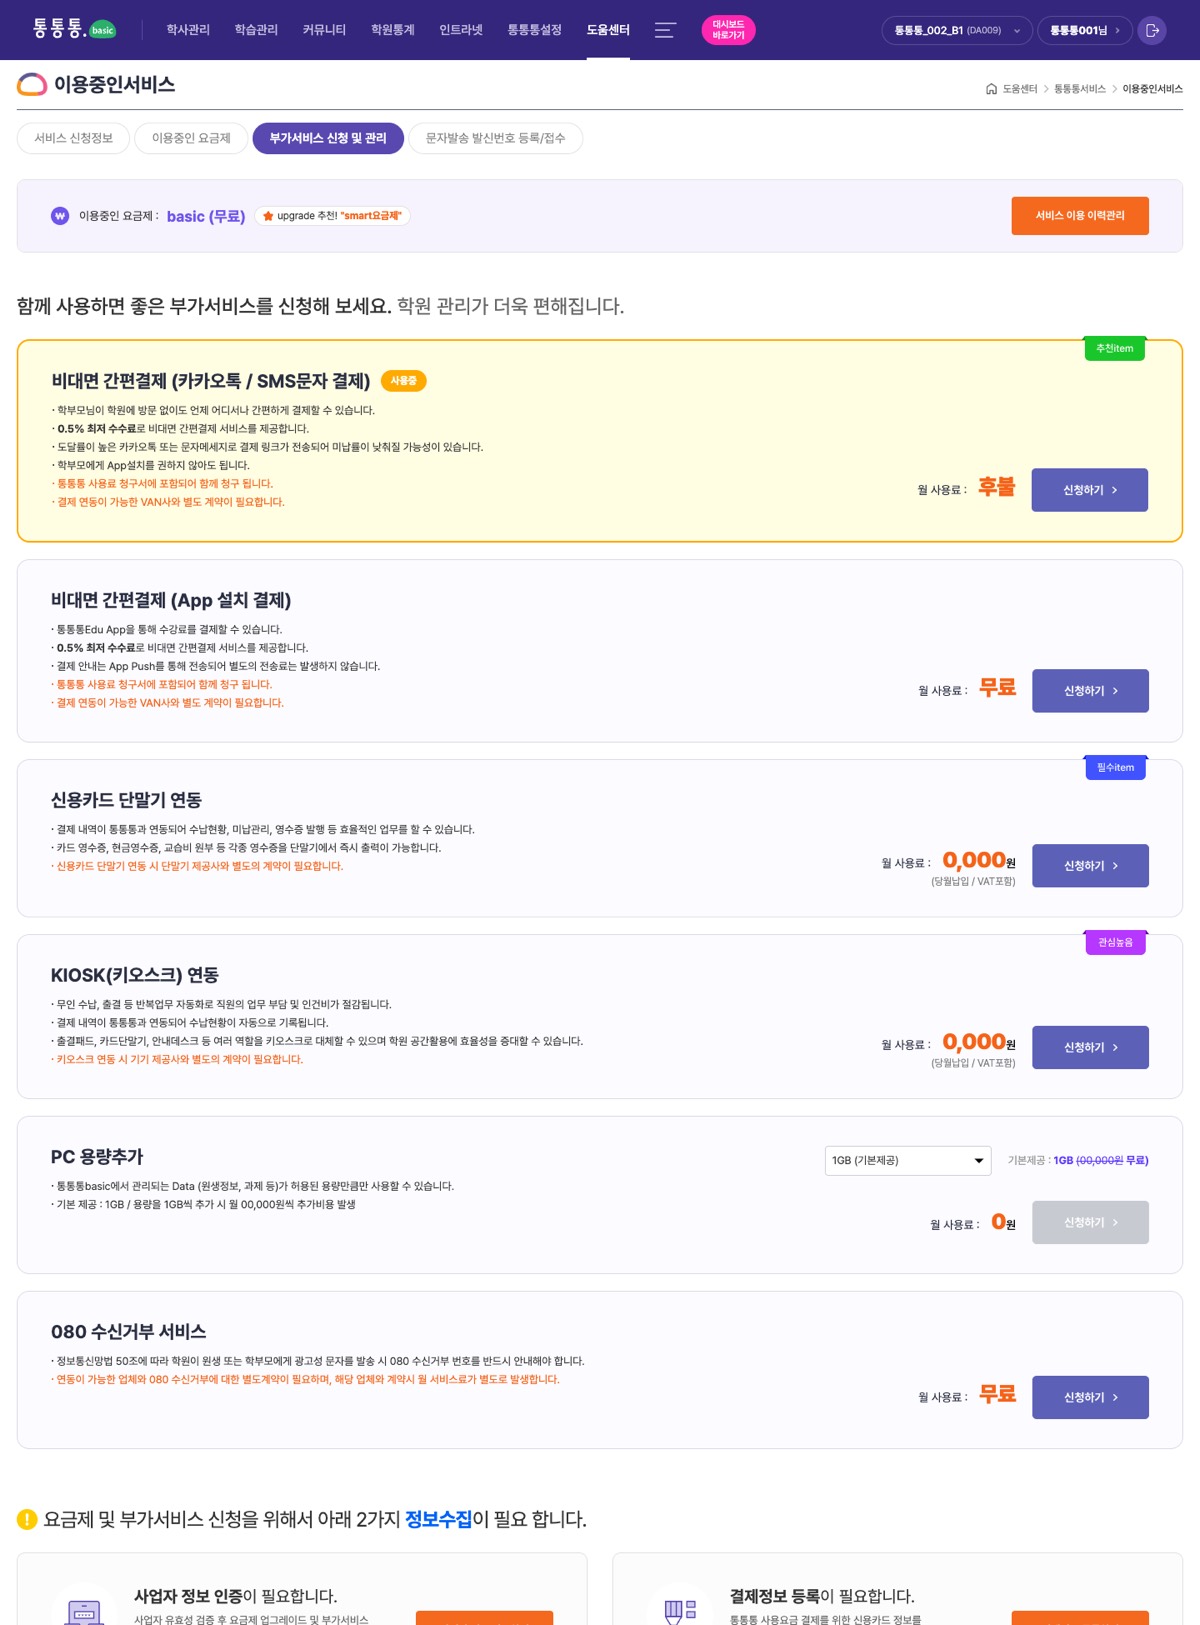 통통통. basic
학사관리 학습관리 커뮤니티 학원통계 인트라넷 통통통설정 도움센터
대시보드
바로가기
통통통_002_B1 (DA009)
통통통001님
이용중인서비스
도움센터 > 통통통서비스 > 이용중인서비스
서비스 신청정보
이용중인 요금제
부가서비스 신청 및 관리
문자발송 발신번호 등록/접수
이용중인 요금제 : basic (무료) upgrade 추천! "smart요금제"
서비스 이용 이력관리
함께 사용하면 좋은 부가서비스를 신청해 보세요. 학원 관리가 더욱 편해집니다.
추천item
비대면 간편결제 (카카오톡 / SMS문자 결제) 사용중
· 학부모님이 학원에 방문 없이도 언제 어디서나 간편하게 결제할 수 있습니다.
· 0.5% 최저 수수료로 비대면 간편결제 서비스를 제공합니다.
· 도달률이 높은 카카오톡 또는 문자메세지로 결제 링크가 전송되어 미납률이 낮춰질 가능성이 있습니다.
· 학부모에게 App설치를 권하지 않아도 됩니다.
· 통통통 사용료 청구서에 포함되어 함께 청구 됩니다.
· 결제 연동이 가능한 VAN사와 별도 계약이 필요합니다.
월 사용료 : 후불
신청하기 >
비대면 간편결제 (App 설치 결제)
· 통통통Edu App을 통해 수강료를 결제할 수 있습니다.
· 0.5% 최저 수수료로 비대면 간편결제 서비스를 제공합니다.
· 결제 안내는 App Push를 통해 전송되어 별도의 전송료는 발생하지 않습니다.
· 통통통 사용료 청구서에 포함되어 함께 청구 됩니다.
· 결제 연동이 가능한 VAN사와 별도 계약이 필요합니다.
월 사용료 : 무료
신청하기 >
필수item
신용카드 단말기 연동
· 결제 내역이 통통통과 연동되어 수납현황, 미납관리, 영수증 발행 등 효율적인 업무를 할 수 있습니다.
· 카드 영수증, 현금영수증, 교습비 원부 등 각종 영수증을 단말기에서 즉시 출력이 가능합니다.
· 신용카드 단말기 연동 시 단말기 제공사와 별도의 계약이 필요합니다.
월 사용료 : 0,000원
(당월납입 / VAT포함)
신청하기 >
관심높음
KIOSK(키오스크) 연동
· 무인 수납, 출결 등 반복업무 자동화로 직원의 업무 부담 및 인건비가 절감됩니다.
· 결제 내역이 통통통과 연동되어 수납현황이 자동으로 기록됩니다.
· 출결패드, 카드단말기, 안내데스크 등 여러 역할을 키오스크로 대체할 수 있으며 학원 공간활용에 효율성을 증대할 수 있습니다.
· 키오스크 연동 시 기기 제공사와 별도의 계약이 필요합니다.
월 사용료 : 0,000원
(당월납입 / VAT포함)
신청하기 >
PC 용량추가
1GB (기본제공)
기본제공 : 1GB (00,000원 무료)
· 통통통basic에서 관리되는 Data (원생정보, 과제 등)가 허용된 용량만큼만 사용할 수 있습니다.
· 기본 제공 : 1GB / 용량을 1GB씩 추가 시 월 00,000원씩 추가비용 발생
월 사용료 : 0원
신청하기 >
080 수신거부 서비스
· 정보통신망법 50조에 따라 학원이 원생 또는 학부모에게 광고성 문자를 발송 시 080 수신거부 번호를 반드시 안내해야 합니다.
· 연동이 가능한 업체와 080 수신거부에 대한 별도계약이 필요하며, 해당 업체와 계약시 월 서비스료가 별도로 발생합니다.
월 사용료 : 무료
신청하기 >
! 요금제 및 부가서비스 신청을 위해서 아래 2가지 정보수집이 필요 합니다.
사업자 정보 인증이 필요합니다.
사업자 유효성 검증 후 요금제 업그레이드 및 부가서비스
결제정보 등록이 필요합니다.
통통통 사용요금 결제를 위한 신용카드 정보를